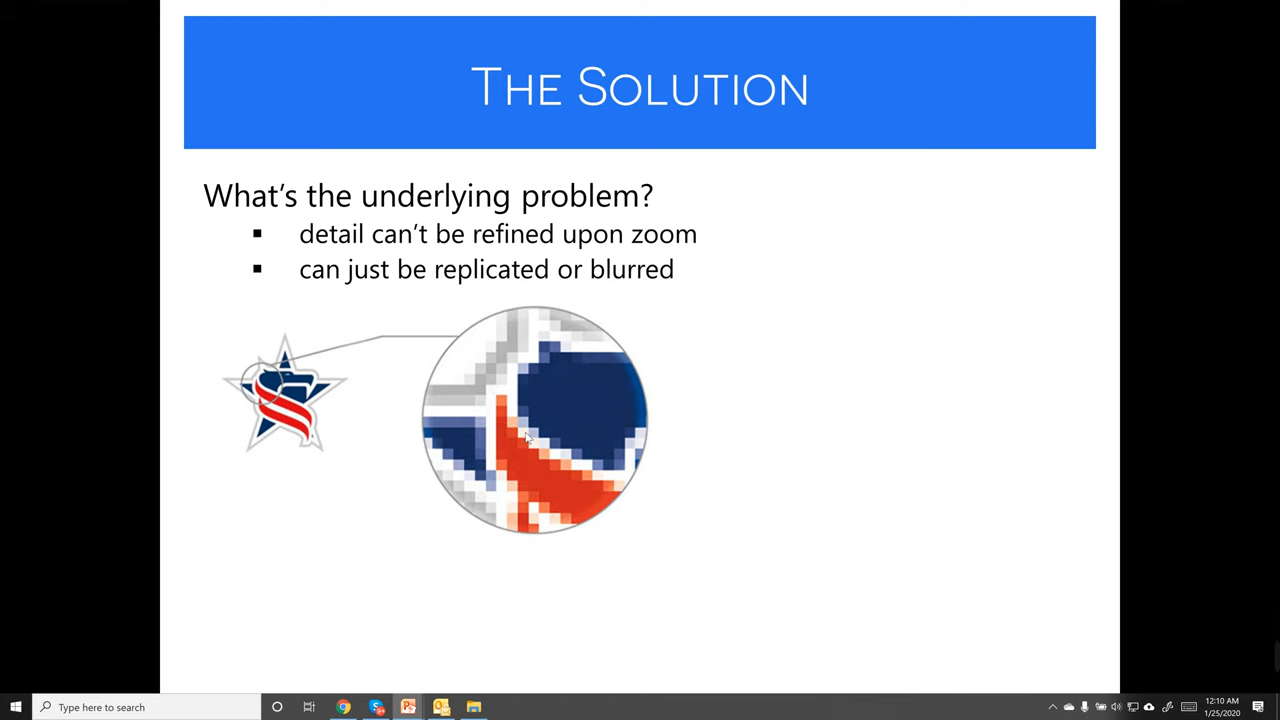 THE SOLUTION
What's the underlying problem?
▪ detail can't be refined upon zoom
▪ can just be replicated or blurred
Type here to search
12:10 AM
1/25/2020